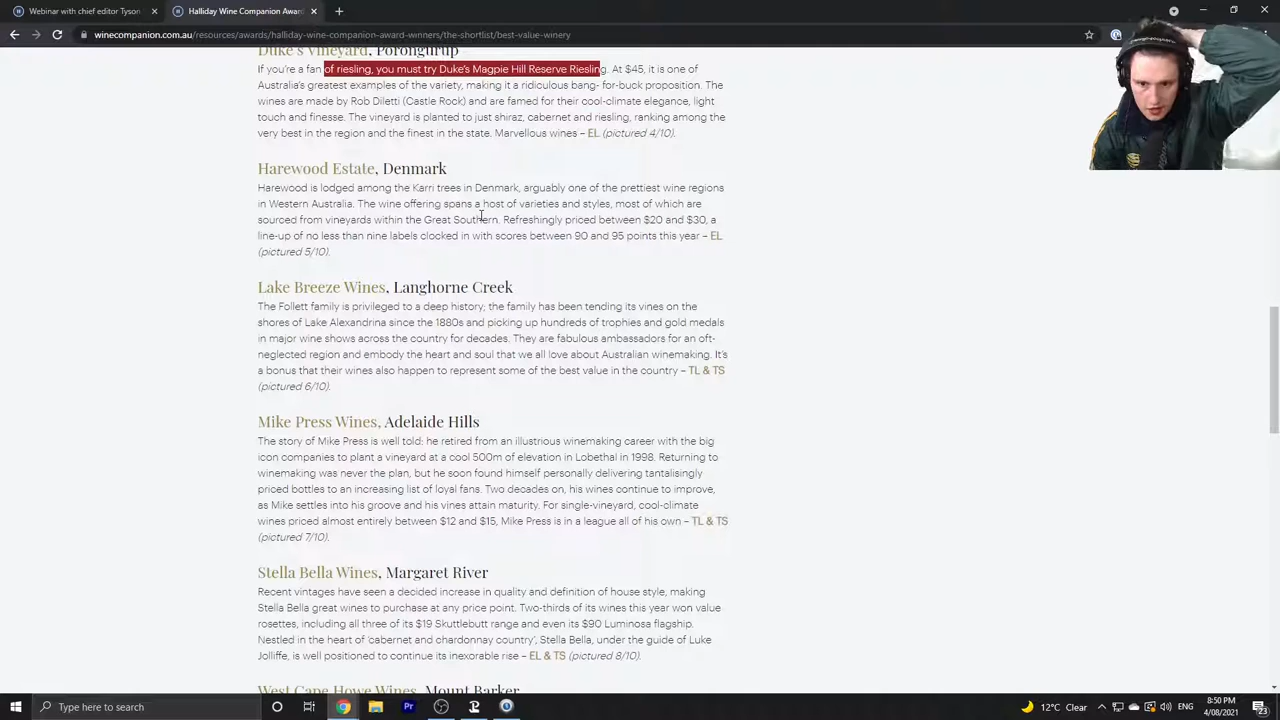 Webinar with chief editor Tyson
Halliday Wine Companion Award
winecompanion.com.au/resources/awards/halliday-wine-companion-award-winners/the-shortlist/best-value-winery
Duke's Vineyard, Porongurup
If you're a fan of riesling, you must try Duke's Magpie Hill Reserve Riesling. At $45, it is one of
Australia's greatest examples of the variety, making it a ridiculous bang- for-buck proposition. The
wines are made by Rob Diletti (Castle Rock) and are famed for their cool-climate elegance, light
touch and finesse. The vineyard is planted to just shiraz, cabernet and riesling, ranking among the
very best in the region and the finest in the state. Marvellous wines – EL (pictured 4/10).
Harewood Estate, Denmark
Harewood is lodged among the Karri trees in Denmark, arguably one of the prettiest wine regions
in Western Australia. The wine offering spans a host of varieties and styles, most of which are
sourced from vineyards within the Great Southern. Refreshingly priced between $20 and $30, a
line-up of no less than nine labels clocked in with scores between 90 and 95 points this year – EL
(pictured 5/10).
Lake Breeze Wines, Langhorne Creek
The Follett family is privileged to a deep history; the family has been tending its vines on the
shores of Lake Alexandrina since the 1880s and picking up hundreds of trophies and gold medals
in major wine shows across the country for decades. They are fabulous ambassadors for an oft-
neglected region and embody the heart and soul that we all love about Australian winemaking. It's
a bonus that their wines also happen to represent some of the best value in the country – TL & TS
(pictured 6/10).
Mike Press Wines, Adelaide Hills
The story of Mike Press is well told: he retired from an illustrious winemaking career with the big
icon companies to plant a vineyard at a cool 500m of elevation in Lobethal in 1998. Returning to
winemaking was never the plan, but he soon found himself personally delivering tantalisingly
priced bottles to an increasing list of loyal fans. Two decades on, his wines continue to improve,
as Mike settles into his groove and his vines attain maturity. For single-vineyard, cool-climate
wines priced almost entirely between $12 and $15, Mike Press is in a league all of his own – TL & TS
(pictured 7/10).
Stella Bella Wines, Margaret River
Recent vintages have seen a decided increase in quality and definition of house style, making
Stella Bella great wines to purchase at any price point. Two-thirds of its wines this year won value
rosettes, including all three of its $19 Skuttlebutt range and even its $90 Luminosa flagship.
Nestled in the heart of 'cabernet and chardonnay country', Stella Bella, under the guide of Luke
Jolliffe, is well positioned to continue its inexorable rise – EL & TS (pictured 8/10).
West Cape Howe Wines, Mount Barker
Type here to search
Pr
12°C Clear
8:50 PM
4/08/2021
23